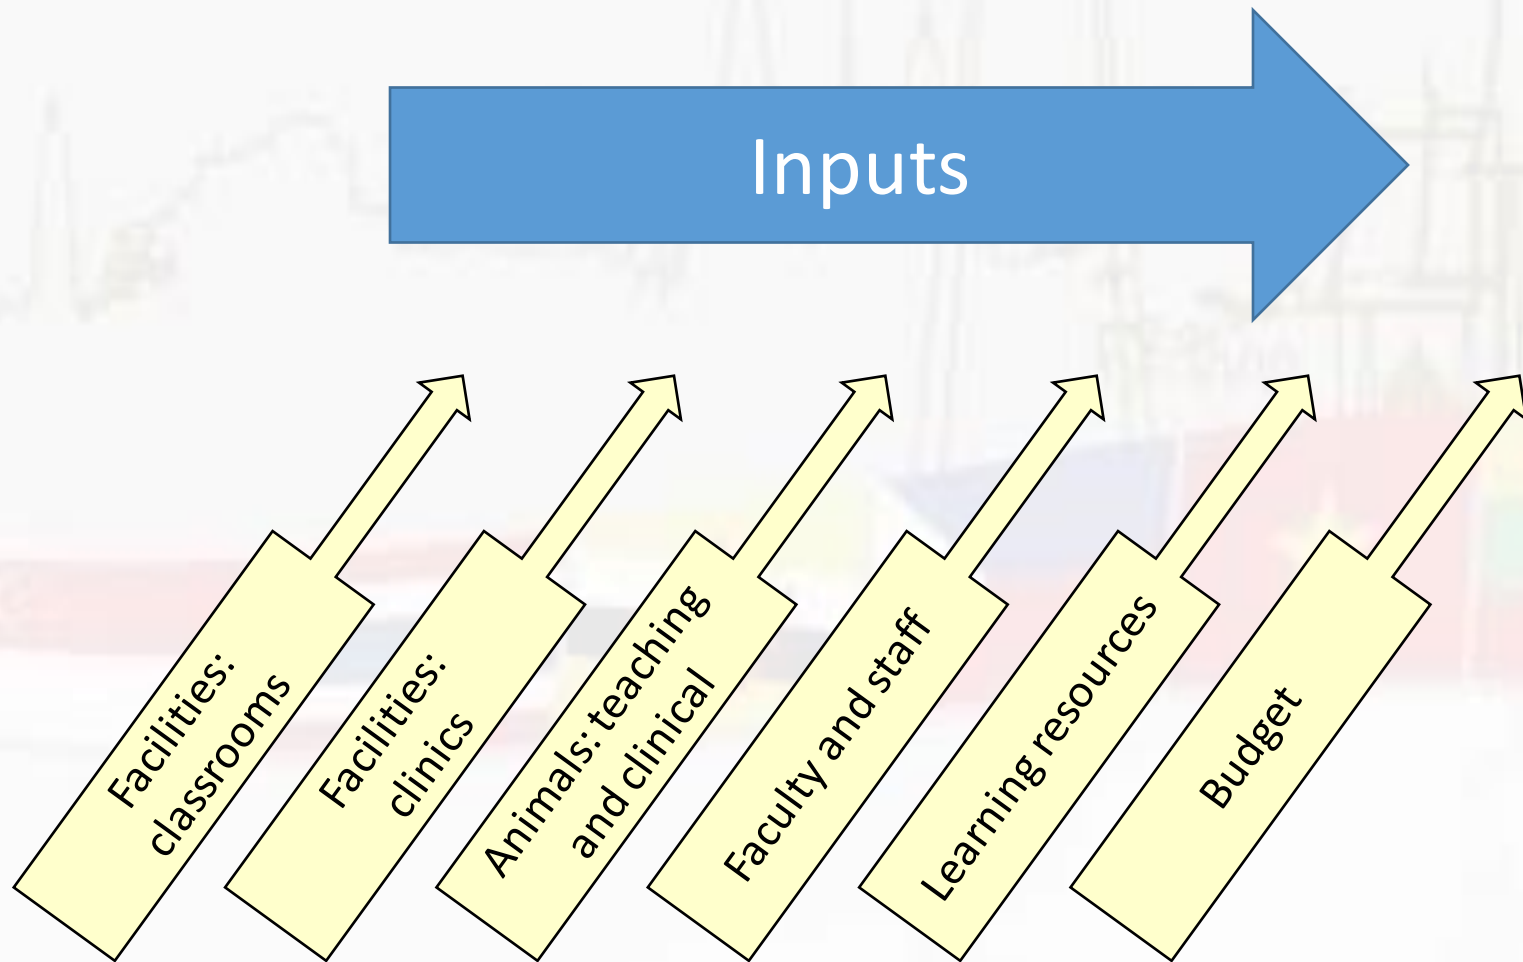 Inputs
Facilities:
classrooms
Facilities:
clinics
Animals: teaching
and clinical
Faculty and staff
Learning resources
Budget